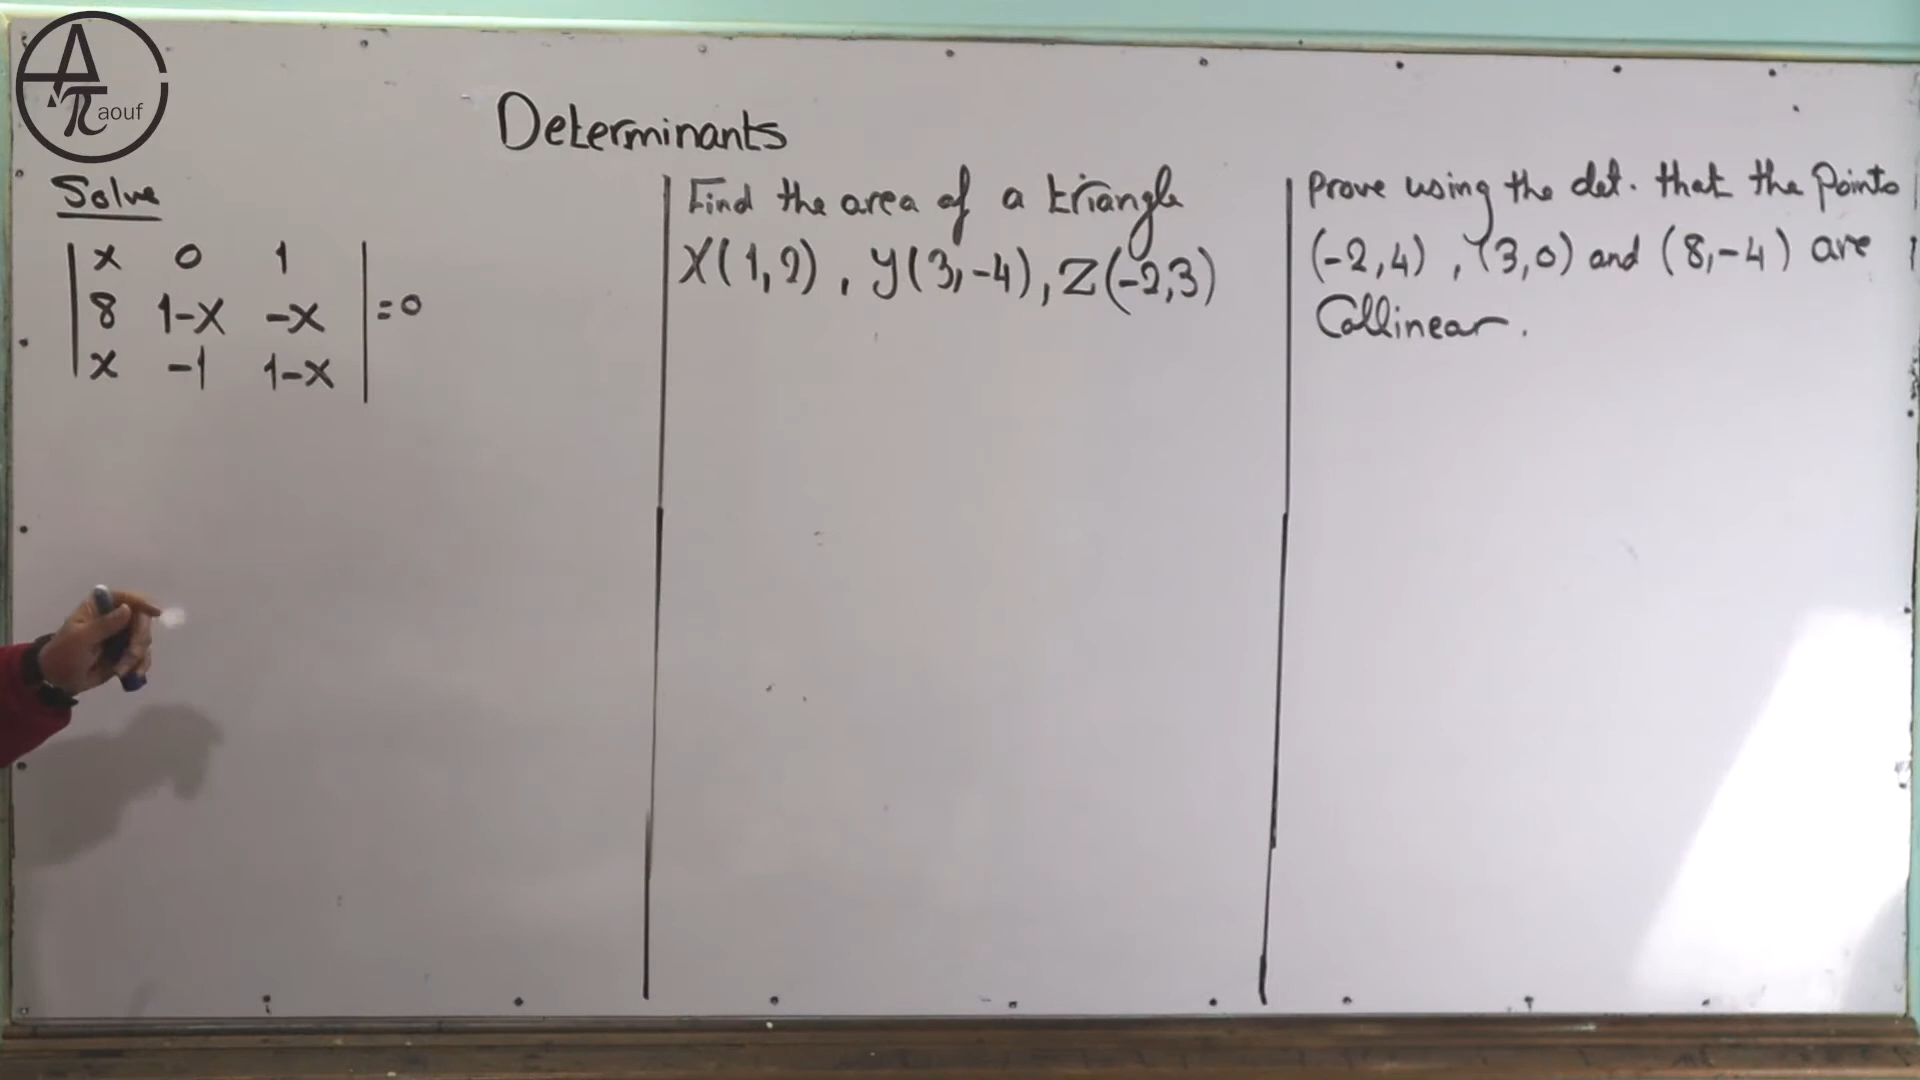 Aπaouf
Determinants
Solve
| x 0 1 |
| 8 1-x -x | = 0
| x -1 1-x |
Find the area of a triangle
X(1,2), y(3,-4), Z(-2,3)
Prove using the det. that the Points
(-2,4), (3,0) and (8,-4) are
Collinear.